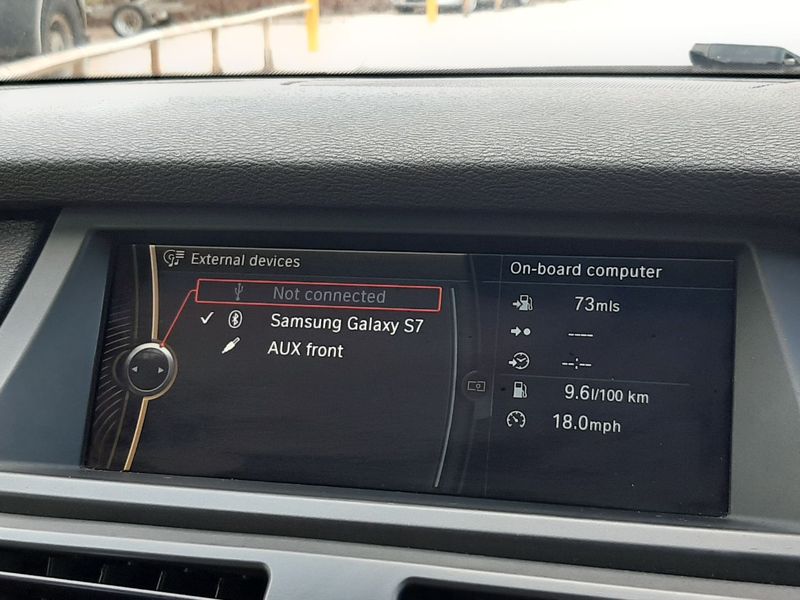 External devices
Not connected
Samsung Galaxy S7
AUX front
On-board computer
73mls
----
--:--
9.6l/100 km
18.0mph